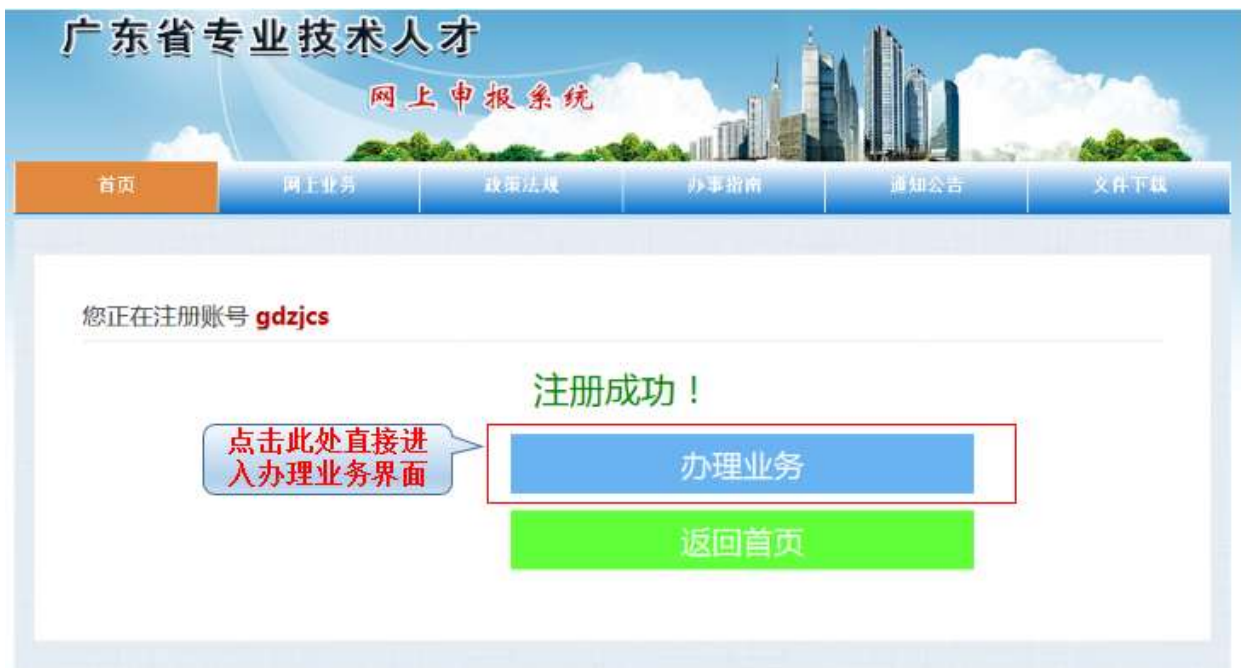 广东省专业技术人才
网上申报系统
首页 网上业务 政策法规 办事指南 通知公告 文件下载
您正在注册账号 gdzjcs
注册成功！
点击此处直接进
入办理业务界面
办理业务
返回首页